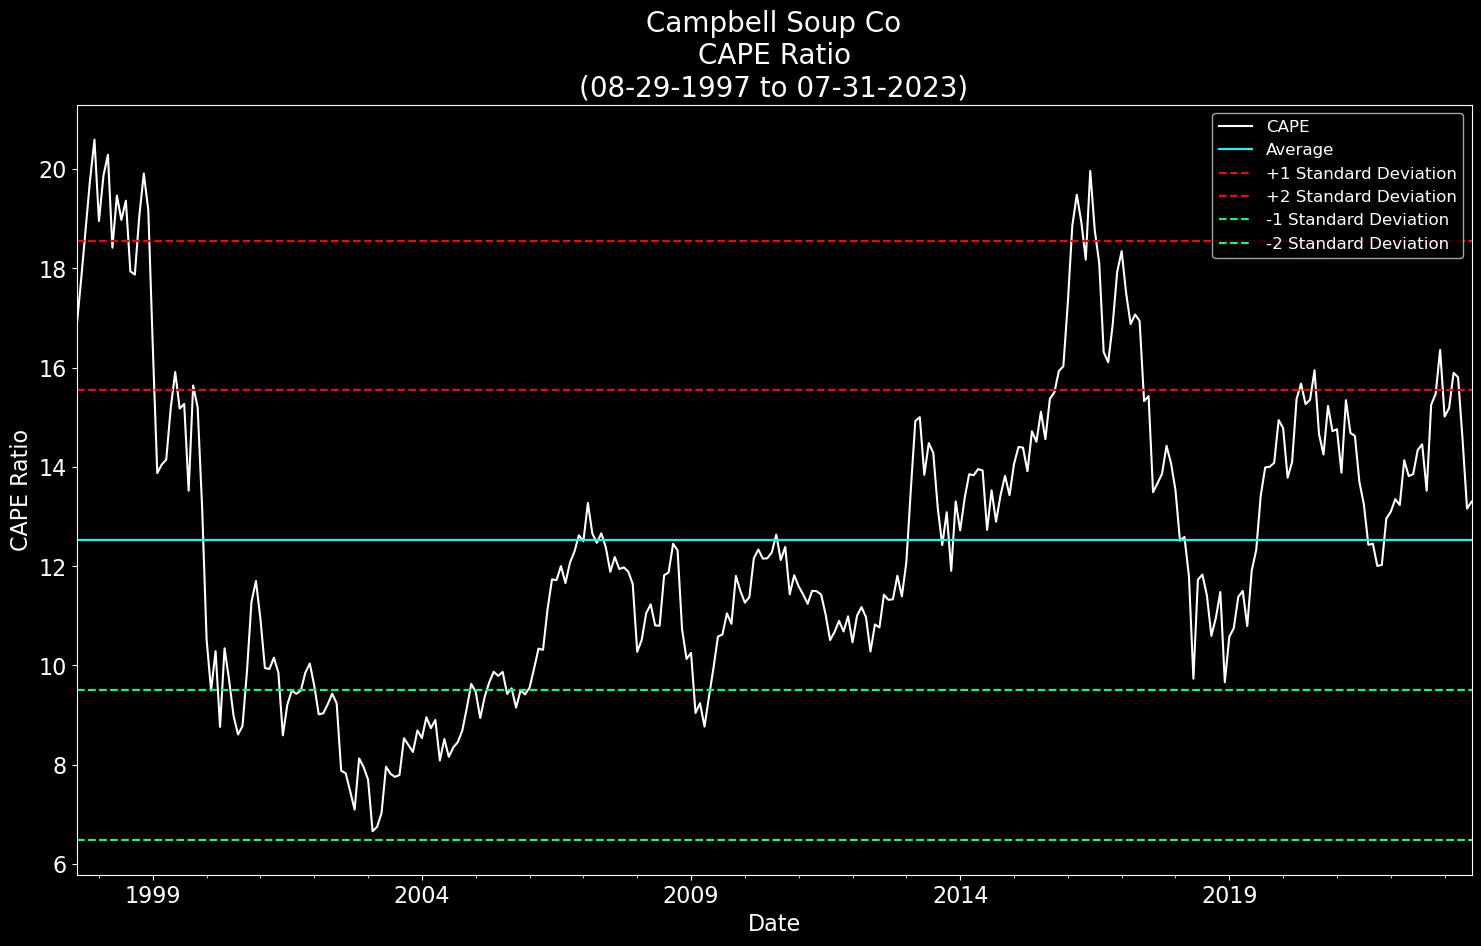 Campbell Soup Co
CAPE Ratio
(08-29-1997 to 07-31-2023)
CAPE
Average
+1 Standard Deviation
+2 Standard Deviation
-1 Standard Deviation
-2 Standard Deviation
CAPE Ratio
20
18
16
14
12
10
8
6
1999
2004
2009
2014
2019
Date